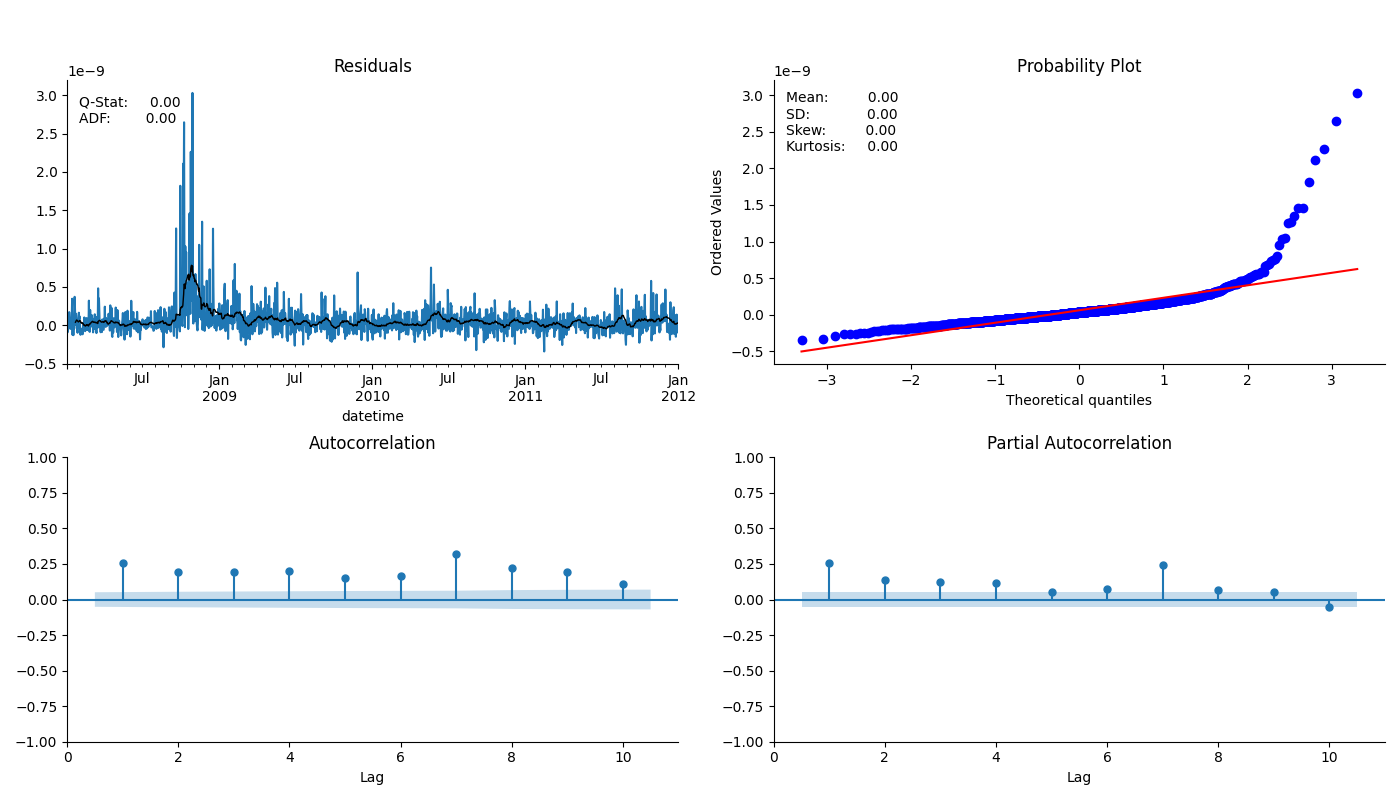 Residuals
1e−9
Q-Stat: 0.00
ADF: 0.00
3.0
2.5
2.0
1.5
1.0
0.5
0.0
−0.5
Jul Jan Jul Jan Jul Jan Jul Jan
2009 2010 2011 2012
datetime
Probability Plot
1e−9
Mean: 0.00
SD: 0.00
Skew: 0.00
Kurtosis: 0.00
3.0
2.5
2.0
1.5
1.0
0.5
0.0
−0.5
Ordered Values
−3 −2 −1 0 1 2 3
Theoretical quantiles
Autocorrelation
1.00
0.75
0.50
0.25
0.00
−0.25
−0.50
−0.75
−1.00
0 2 4 6 8 10
Lag
Partial Autocorrelation
1.00
0.75
0.50
0.25
0.00
−0.25
−0.50
−0.75
−1.00
0 2 4 6 8 10
Lag